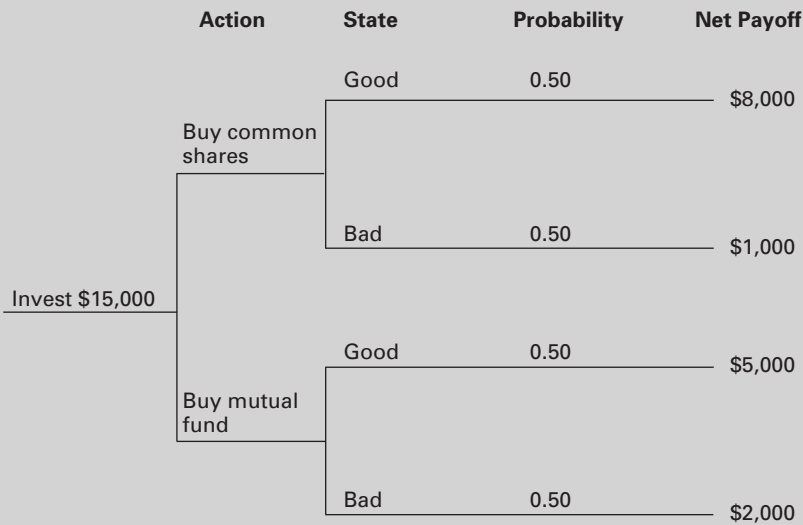 Action State Probability Net Payoff
Good 0.50
$8,000
Buy common
shares
Bad 0.50
$1,000
Invest $15,000
Good 0.50
$5,000
Buy mutual
fund
Bad 0.50
$2,000